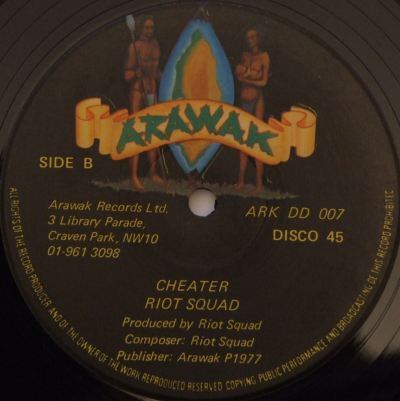 ARAWAK
SIDE B
Arawak Records Ltd.
3 Library Parade,
Craven Park, NW10
01-961 3098
ARK DD 007
DISCO 45
CHEATER
RIOT SQUAD
Produced by Riot Squad
Composer: Riot Squad
Publisher: Arawak P1977
ALL RIGHTS OF THE RECORD PRODUCER AND OF THE OWNER OF THE WORK REPRODUCED RESERVED COPYING PUBLIC PERFORMANCE AND BROADCASTING OF THIS RECORD PROHIBITED